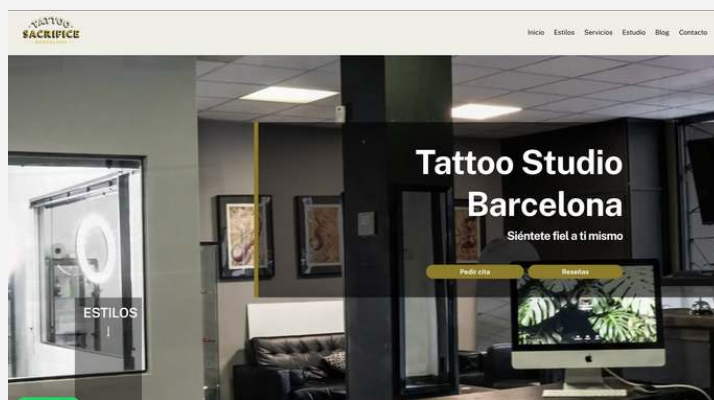 TATTOO
SACRIFICE
BARCELONA
Inicio Estilos Servicios Estudio Blog Contacto
Tattoo Studio
Barcelona
Siéntete fiel a ti mismo
Pedir cita Reseñas
ESTILOS